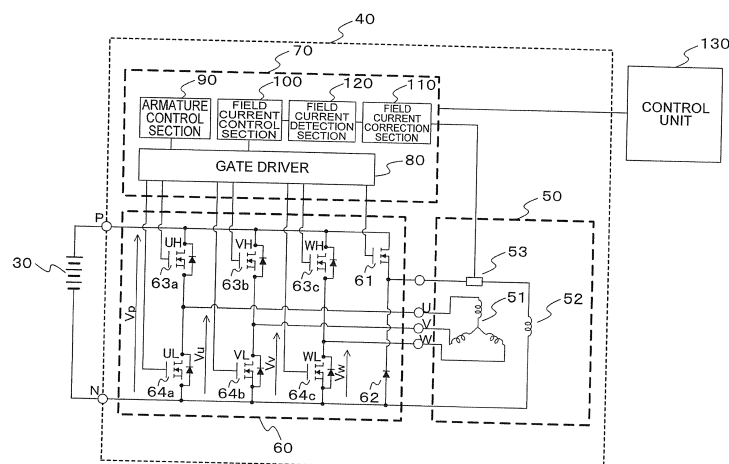 40
70
130
90
100
120
110
ARMATURE
CONTROL
SECTION
FIELD
CURRENT
CONTROL
SECTION
FIELD
CURRENT
DETECTION
SECTION
FIELD
CURRENT
CORRECTION
SECTION
CONTROL
UNIT
80
GATE DRIVER
50
P
30
UH
VH
WH
63a
63b
63c
61
53
Vp
U
V
W
51
52
Vu
Vv
Vw
UL
VL
WL
64a
64b
64c
62
N
60